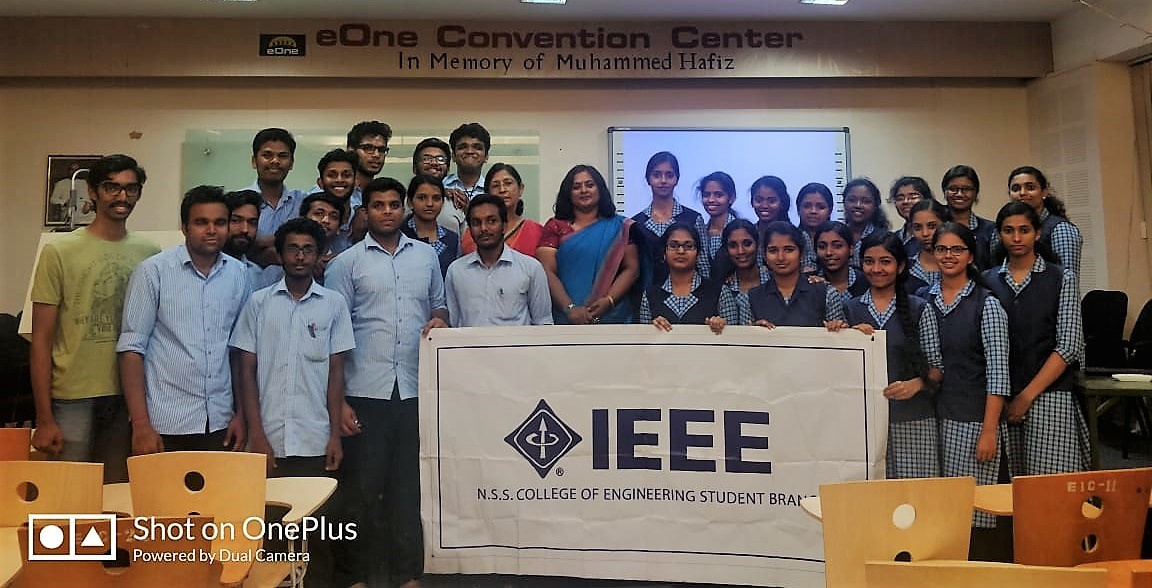 eOne Convention Center
eOne
In Memory of Muhammed Hafiz
IEEE
®
N.S.S. COLLEGE OF ENGINEERING STUDENT BRANC
EIC-II
Shot on OnePlus
Powered by Dual Camera